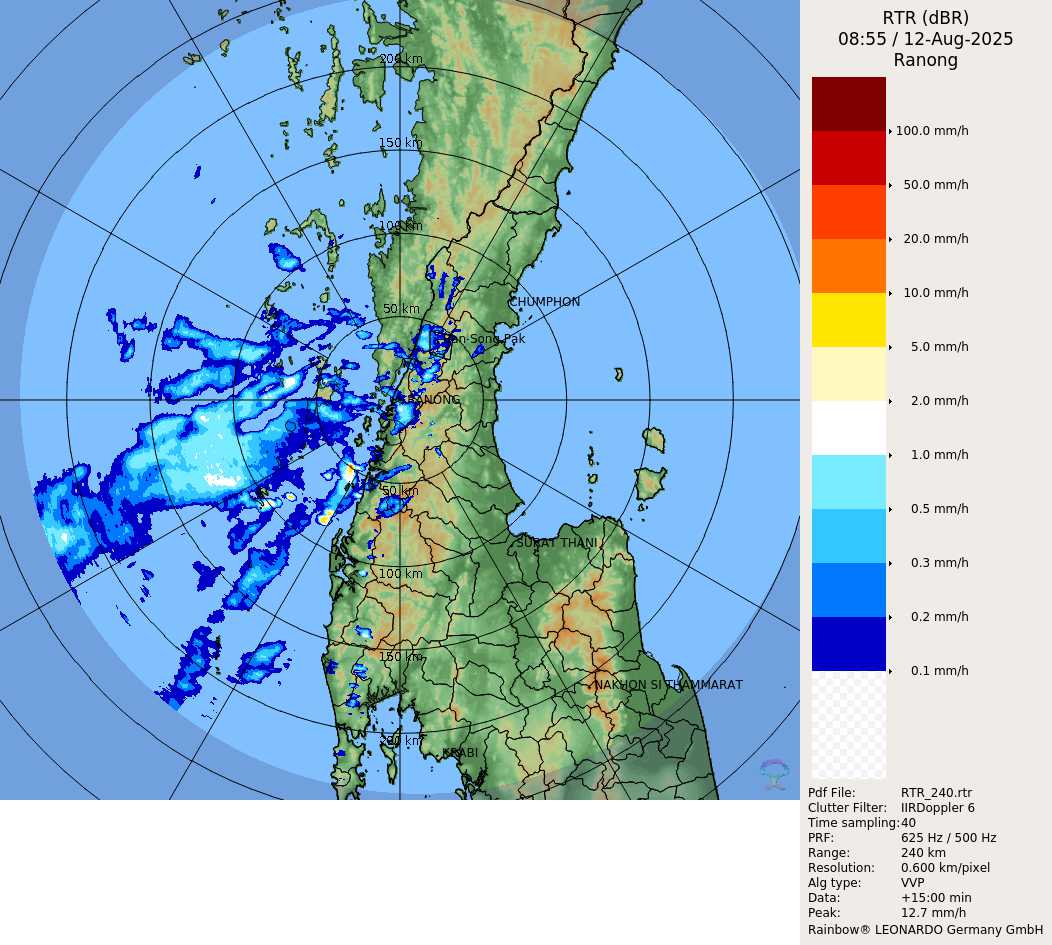 200 km
150 km
100 km
50 km
CHUMPHON
Ban Song Pak
RANONG
50 km
SURAT THANI
100 km
150 km
NAKHON SI THAMMARAT
200 km
KRABI
RTR (dBR)
08:55 / 12-Aug-2025
Ranong
100.0 mm/h
50.0 mm/h
20.0 mm/h
10.0 mm/h
5.0 mm/h
2.0 mm/h
1.0 mm/h
0.5 mm/h
0.3 mm/h
0.2 mm/h
0.1 mm/h
Pdf File: RTR_240.rtr
Clutter Filter: IIRDoppler 6
Time sampling:40
PRF: 625 Hz / 500 Hz
Range: 240 km
Resolution: 0.600 km/pixel
Alg type: VVP
Data: +15:00 min
Peak: 12.7 mm/h
Rainbow® LEONARDO Germany GmbH